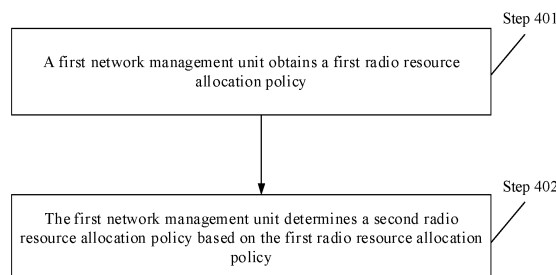 Step 401
A first network management unit obtains a first radio resource
allocation policy
Step 402
The first network management unit determines a second radio
resource allocation policy based on the first radio resource allocation
policy